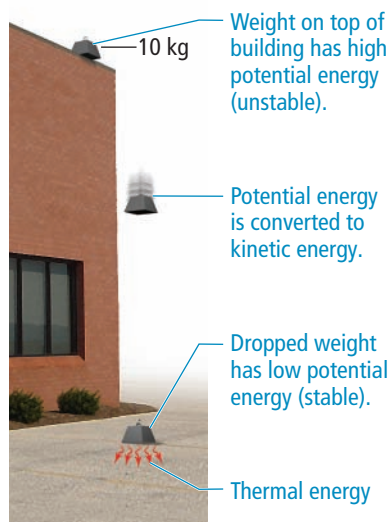 Weight on top of
building has high
potential energy
(unstable).
10 kg
Potential energy
is converted to
kinetic energy.
Dropped weight
has low potential
energy (stable).
Thermal energy